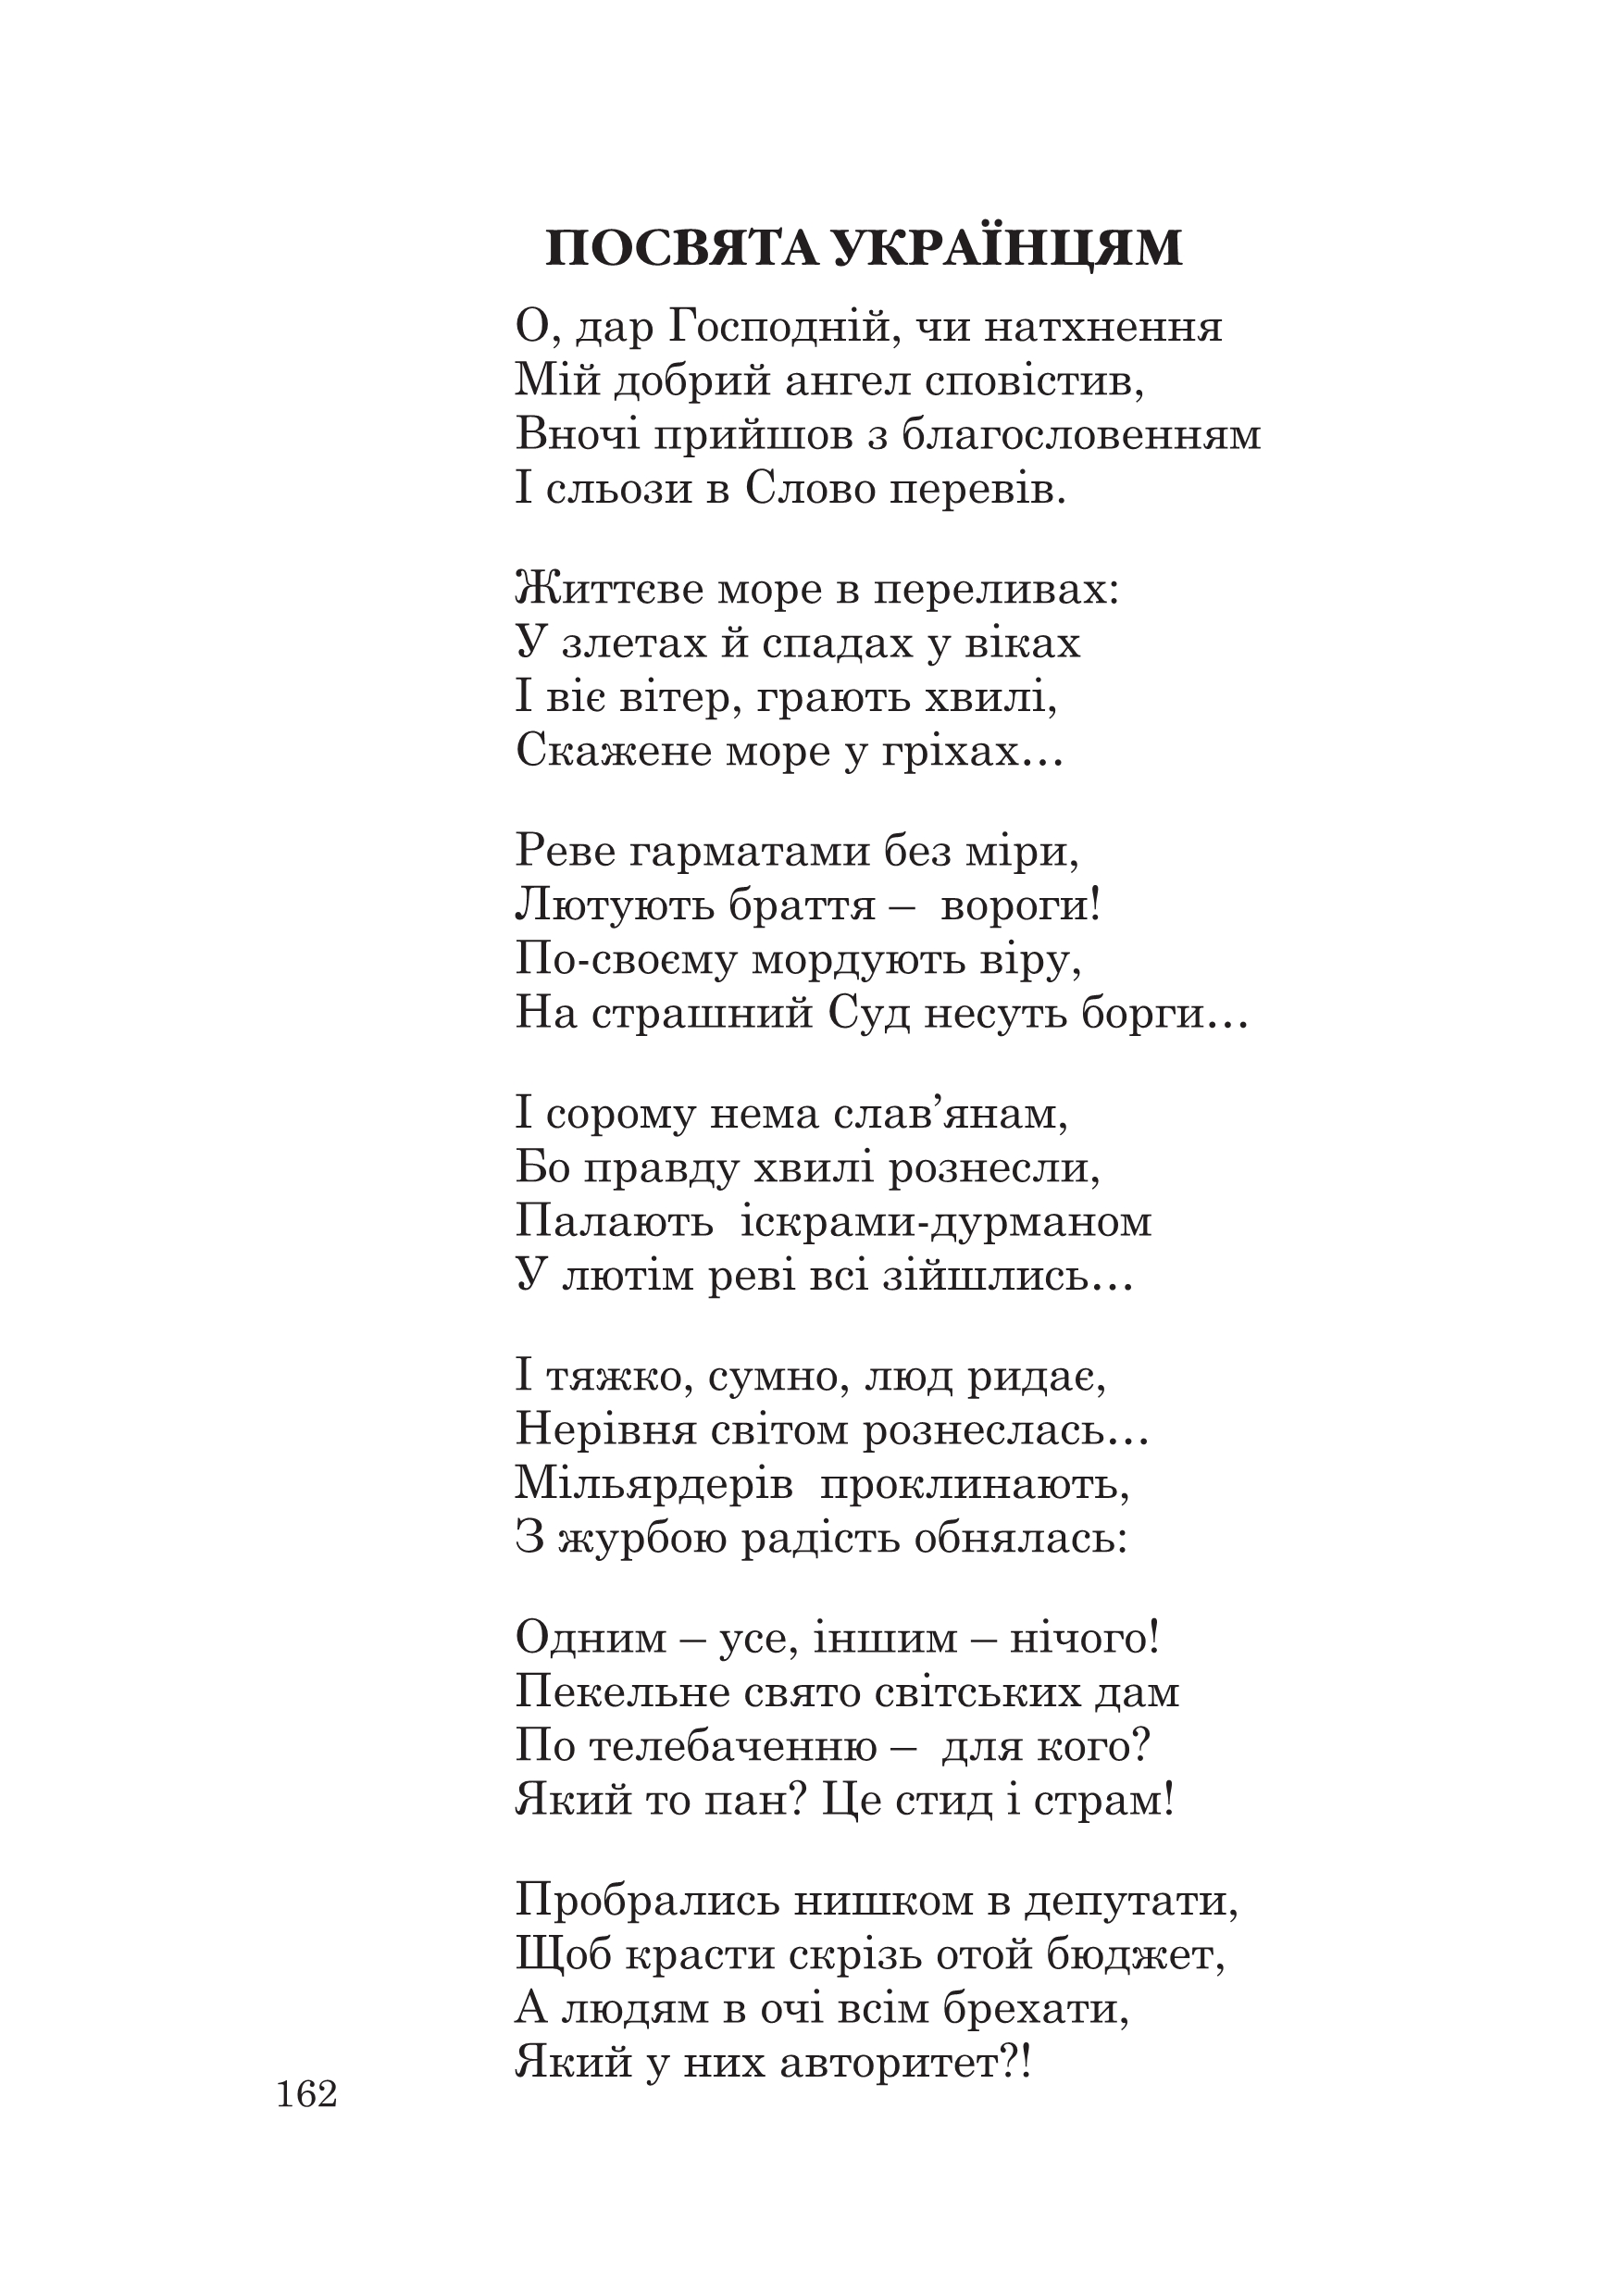 ПОСВЯТА УКРАЇНЦЯМ
О, дар Господній, чи натхнення
Мій добрий ангел сповістив,
Вночі прийшов з благословенням
І сльози в Слово перевів.
Життєве море в переливах:
У злетах й спадах у віках
І віє вітер, грають хвилі,
Скажене море у гріхах...
Реве гарматами без міри,
Лютують браття – вороги!
По-своєму мордують віру,
На страшний Суд несуть борги...
І сорому нема слав’янам,
Бо правду хвилі рознесли,
Палають іскрами-дурманом
У лютім реві всі зійшлись...
І тяжко, сумно, люд ридає,
Нерівня світом рознеслась...
Мільярдерів проклинають,
З журбою радість обнялась:
Одним – усе, іншим – нічого!
Пекельне свято світських дам
По телебаченню – для кого?
Який то пан? Це стид і страм!
Пробрались нишком в депутати,
Щоб красти скрізь отой бюджет,
А людям в очі всім брехати,
Який у них авторитет?!
162